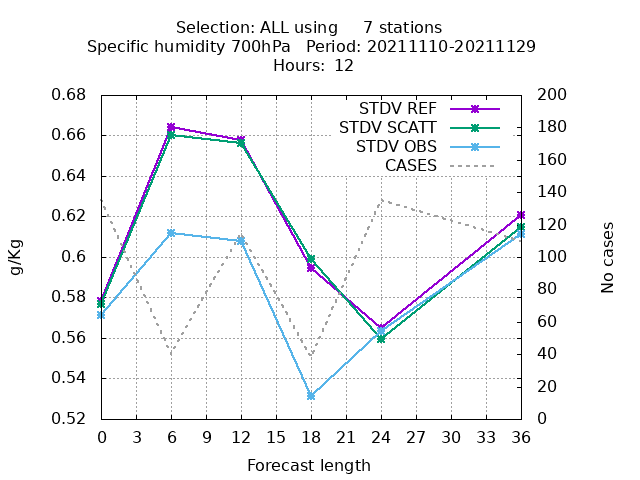 Selection: ALL using     7 stations
Specific humidity 700hPa   Period: 20211110-20211129
Hours: 12
0.68
0.66
0.64
0.62
0.6
0.58
0.56
0.54
0.52
g/Kg
STDV REF
STDV SCATT
STDV OBS
CASES
200
180
160
140
120
100
80
60
40
20
0
No cases
0 3 6 9 12 15 18 21 24 27 30 33 36
Forecast length